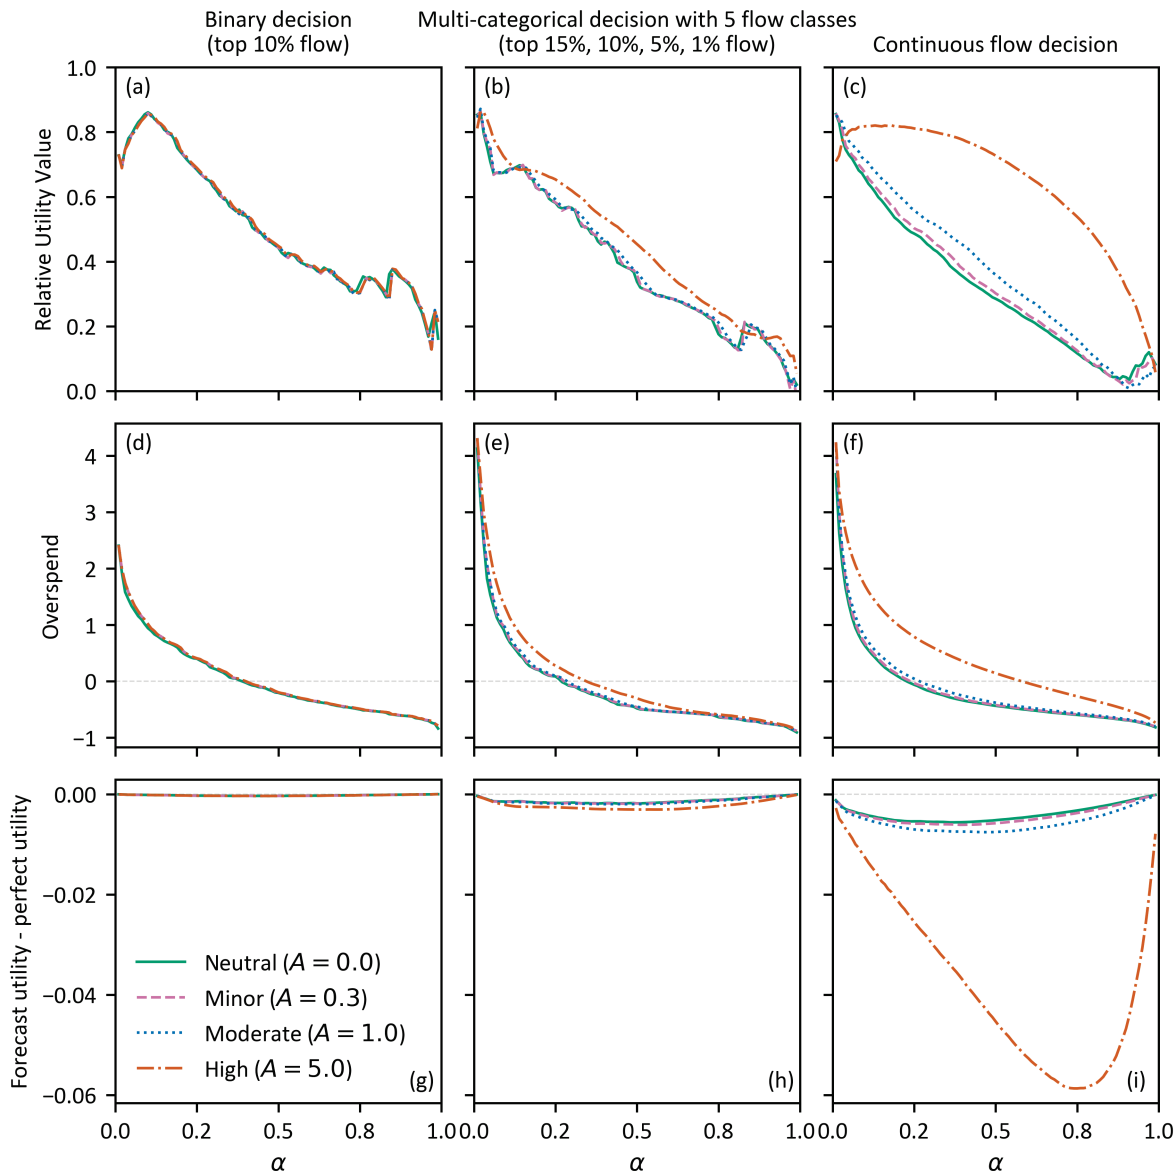 Binary decision
(top 10% flow)
Multi-categorical decision with 5 flow classes
(top 15%, 10%, 5%, 1% flow)
Continuous flow decision
Relative Utility Value
1.0
0.8
0.6
0.4
0.2
0.0
(a)
(b)
(c)
Overspend
4
3
2
1
0
−1
(d)
(e)
(f)
Forecast utility - perfect utility
0.00
−0.02
−0.04
−0.06
Neutral (A = 0.0)
Minor (A = 0.3)
Moderate (A = 1.0)
High (A = 5.0)
(g)
(h)
(i)
0.0 0.2 0.5 0.8 1.0
0.0 0.2 0.5 0.8 1.0
0.0 0.2 0.5 0.8 1.0
α
α
α